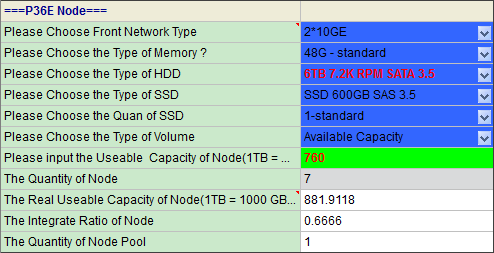 ===P36E Node===
Please Choose Front Network Type 2*10GE
Please Choose the Type of Memory ? 48G - standard
Please Choose the Type of HDD 6TB 7.2K RPM SATA 3.5
Please Choose the Type of SSD SSD 600GB SAS 3.5
Please Choose the Quan of SSD 1-standard
Please Choose the Type of Volume Available Capacity
Please input the Useable Capacity of Node(1TB = ... 760
The Quantity of Node 7
The Real Useable Capacity of Node(1TB = 1000 GB... 881.9118
The Integrate Ratio of Node 0.6666
The Quantity of Node Pool 1